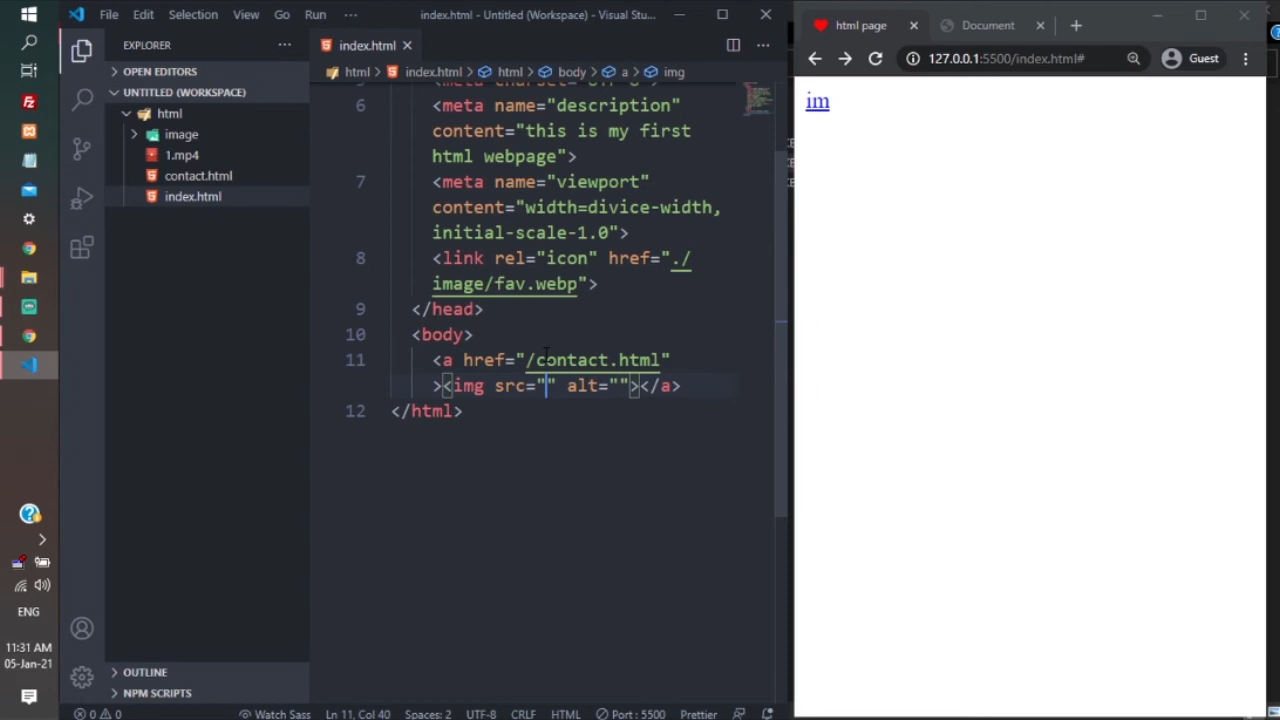 File Edit Selection View Go Run ··· index.html - Untitled (Workspace) - Visual Stu...
EXPLORER ···
OPEN EDITORS
UNTITLED (WORKSPACE)
html
image
1.mp4
contact.html
index.html
OUTLINE
NPM SCRIPTS
index.html
html > index.html > html > body > a > img
6 <meta name="description"
content="this is my first
html webpage">
7 <meta name="viewport"
content="width=divice-width,
initial-scale-1.0">
8 <link rel="icon" href="./
image/fav.webp">
9 </head>
10 <body>
11 <a href="/contact.html"
><img src="" alt=""></a>
12 </html>
0 0 Watch Sass Ln 11, Col 40 Spaces: 2 UTF-8 CRLF HTML Port : 5500 Prettier
html page
Document
127.0.0.1:5500/index.html#
Guest
im
ENG
11:31 AM
05-Jan-21